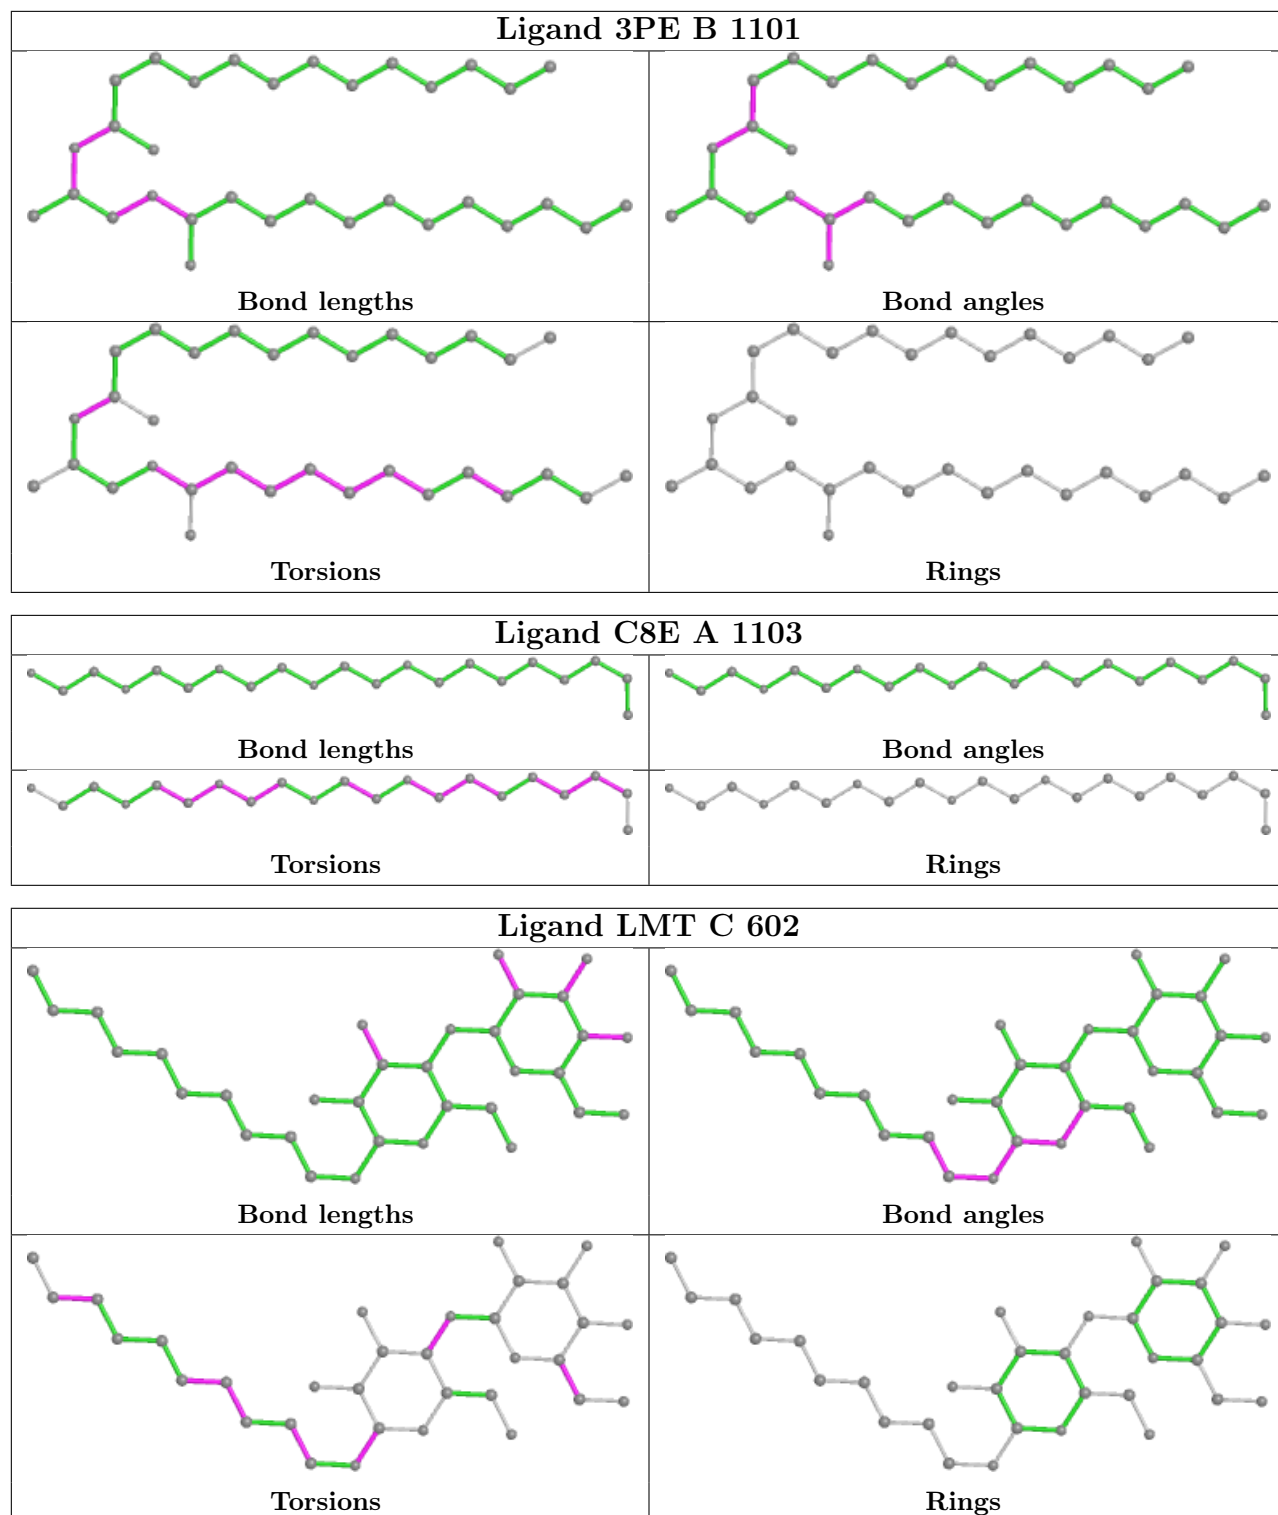 Ligand 3PE B 1101
Bond lengths
Bond angles
Torsions
Rings
Ligand C8E A 1103
Bond lengths
Bond angles
Torsions
Rings
Ligand LMT C 602
Bond lengths
Bond angles
Torsions
Rings